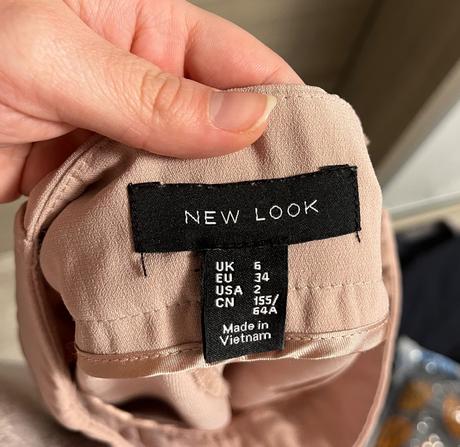 NEW LOOK
UK 6
EU 34
USA 2
CN 155/
64A
Made in
Vietnam